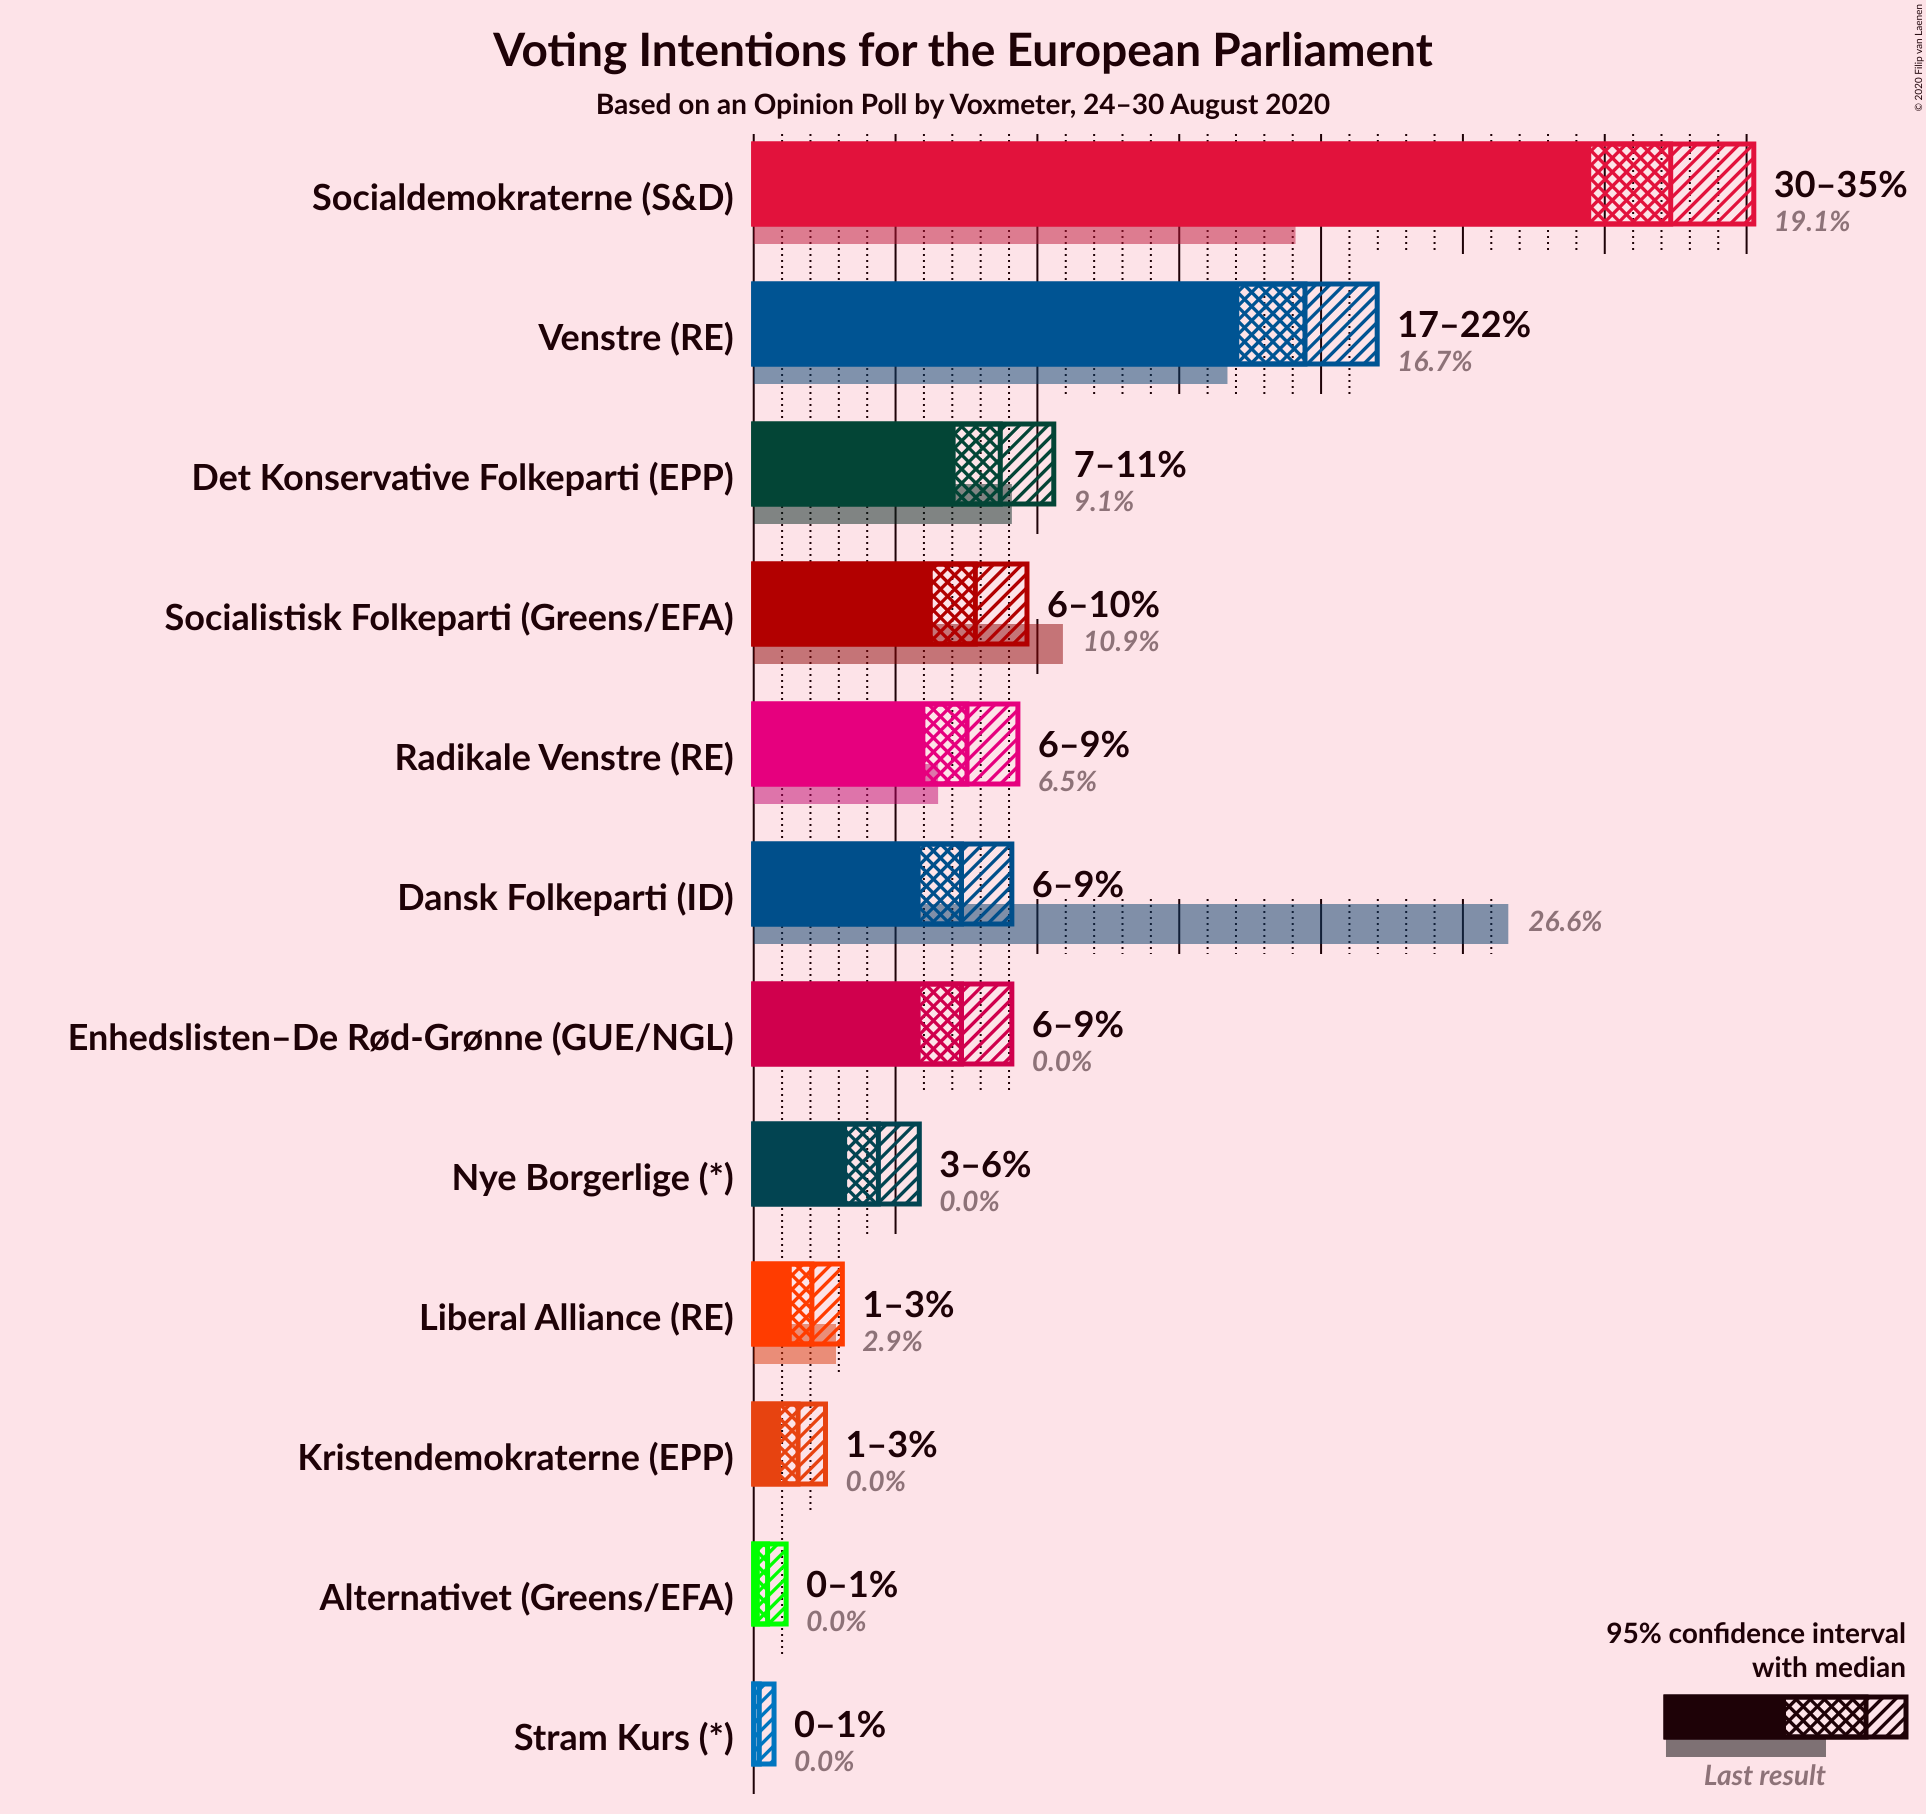 Voting Intentions for the European Parliament
Based on an Opinion Poll by Voxmeter, 24–30 August 2020
© 2020 Filip van Laenen
Socialdemokraterne (S&D)
30–35%
19.1%
Venstre (RE)
17–22%
16.7%
Det Konservative Folkeparti (EPP)
7–11%
9.1%
Socialistisk Folkeparti (Greens/EFA)
6–10%
10.9%
Radikale Venstre (RE)
6–9%
6.5%
Dansk Folkeparti (ID)
6–9%
26.6%
Enhedslisten–De Rød-Grønne (GUE/NGL)
6–9%
0.0%
Nye Borgerlige (*)
3–6%
0.0%
Liberal Alliance (RE)
1–3%
2.9%
Kristendemokraterne (EPP)
1–3%
0.0%
Alternativet (Greens/EFA)
0–1%
0.0%
Stram Kurs (*)
0–1%
0.0%
95% confidence interval
with median
Last result